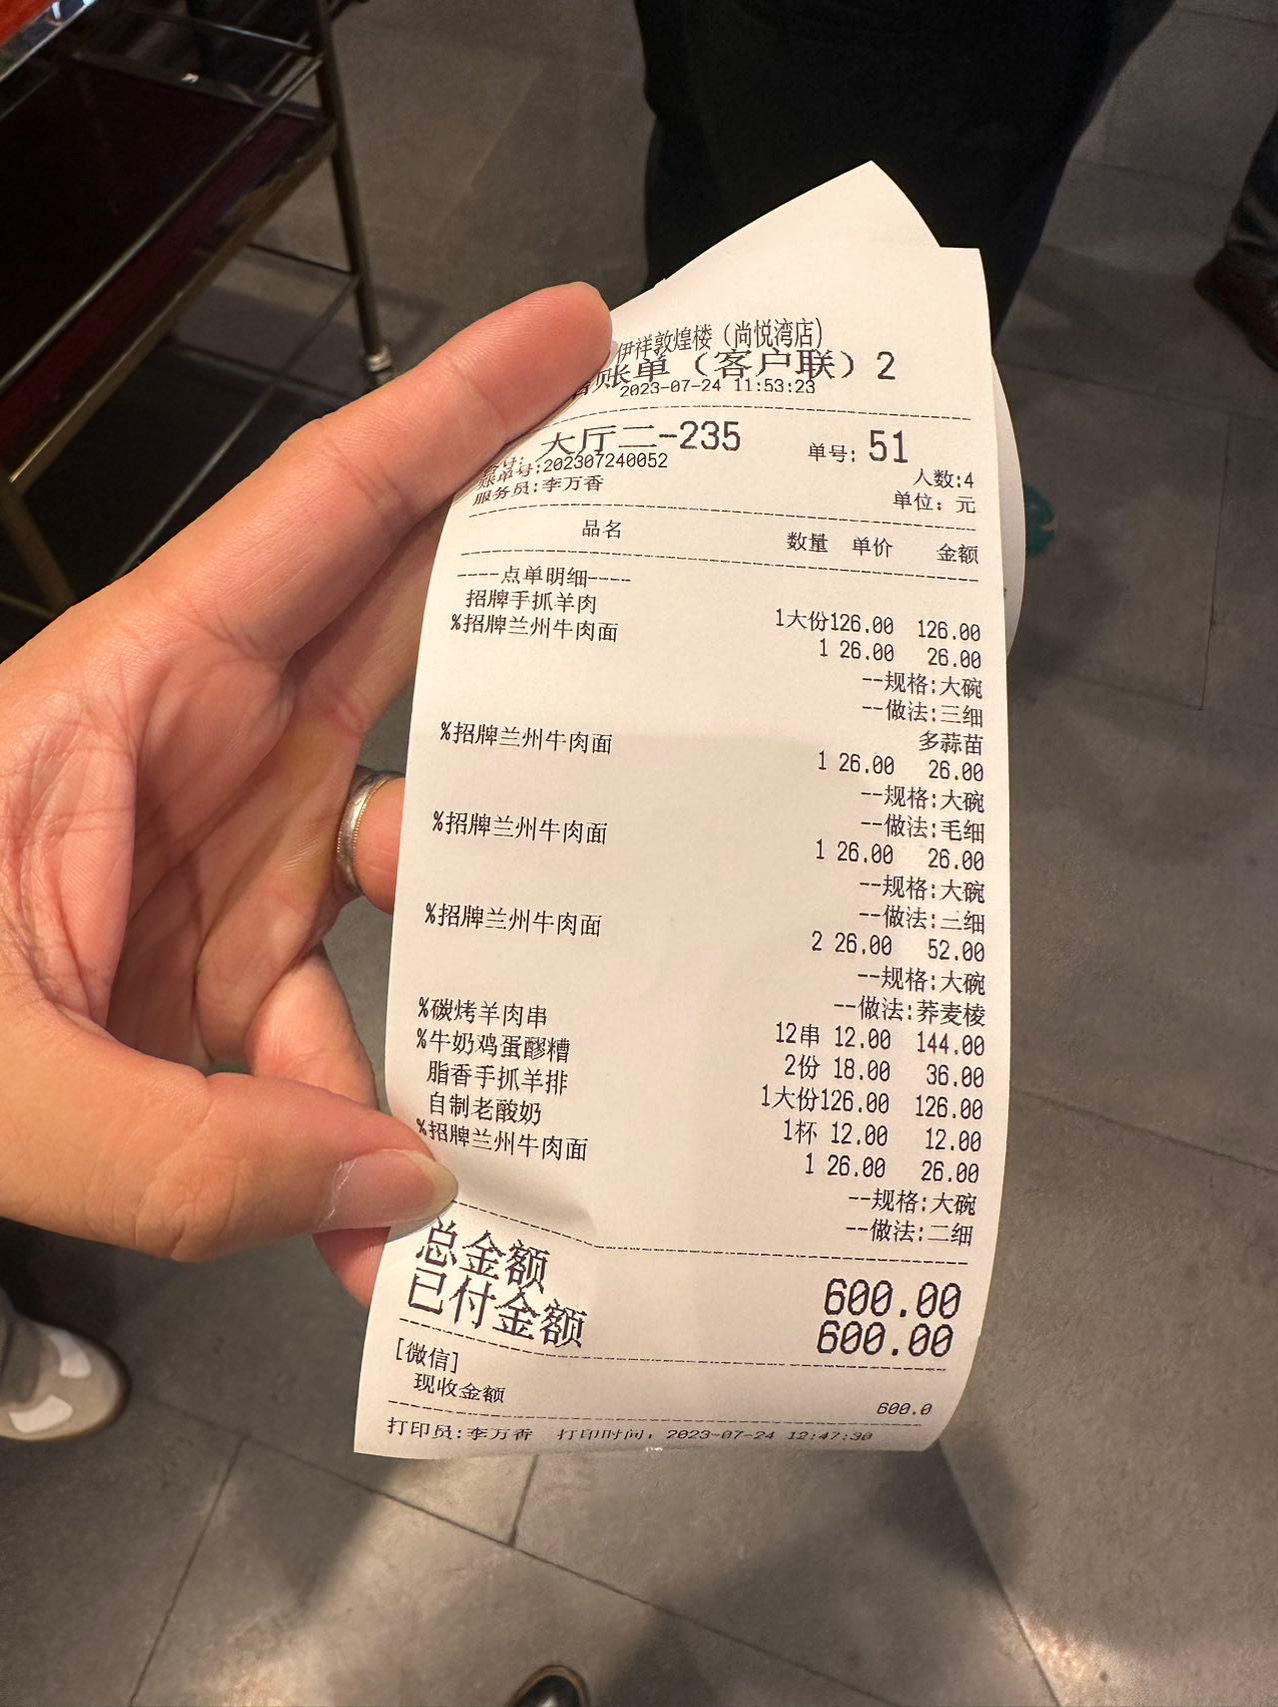 伊祥敦煌楼（尚悦湾店）
账单（客户联）2
2023-07-24 11:53:23
大厅二-235 单号: 51
账单号:202307240052 人数:4
服务员:李万香 单位: 元
品名 数量 单价 金额
----点单明细----
招牌手抓羊肉 1大份126.00 126.00
%招牌兰州牛肉面 1 26.00 26.00
--规格:大碗
--做法:三细
多蒜苗
%招牌兰州牛肉面 1 26.00 26.00
--规格:大碗
--做法:毛细
%招牌兰州牛肉面 1 26.00 26.00
--规格:大碗
--做法:三细
%招牌兰州牛肉面 2 26.00 52.00
--规格:大碗
--做法:荞麦棱
%碳烤羊肉串 12串 12.00 144.00
%牛奶鸡蛋醪糟 2份 18.00 36.00
脂香手抓羊排 1大份126.00 126.00
自制老酸奶 1杯 12.00 12.00
%招牌兰州牛肉面 1 26.00 26.00
--规格:大碗
--做法:二细
总金额 600.00
已付金额 600.00
[微信]
现收金额 600.0
打印员:李万香 打印时间: 2023-07-24 12:47:30